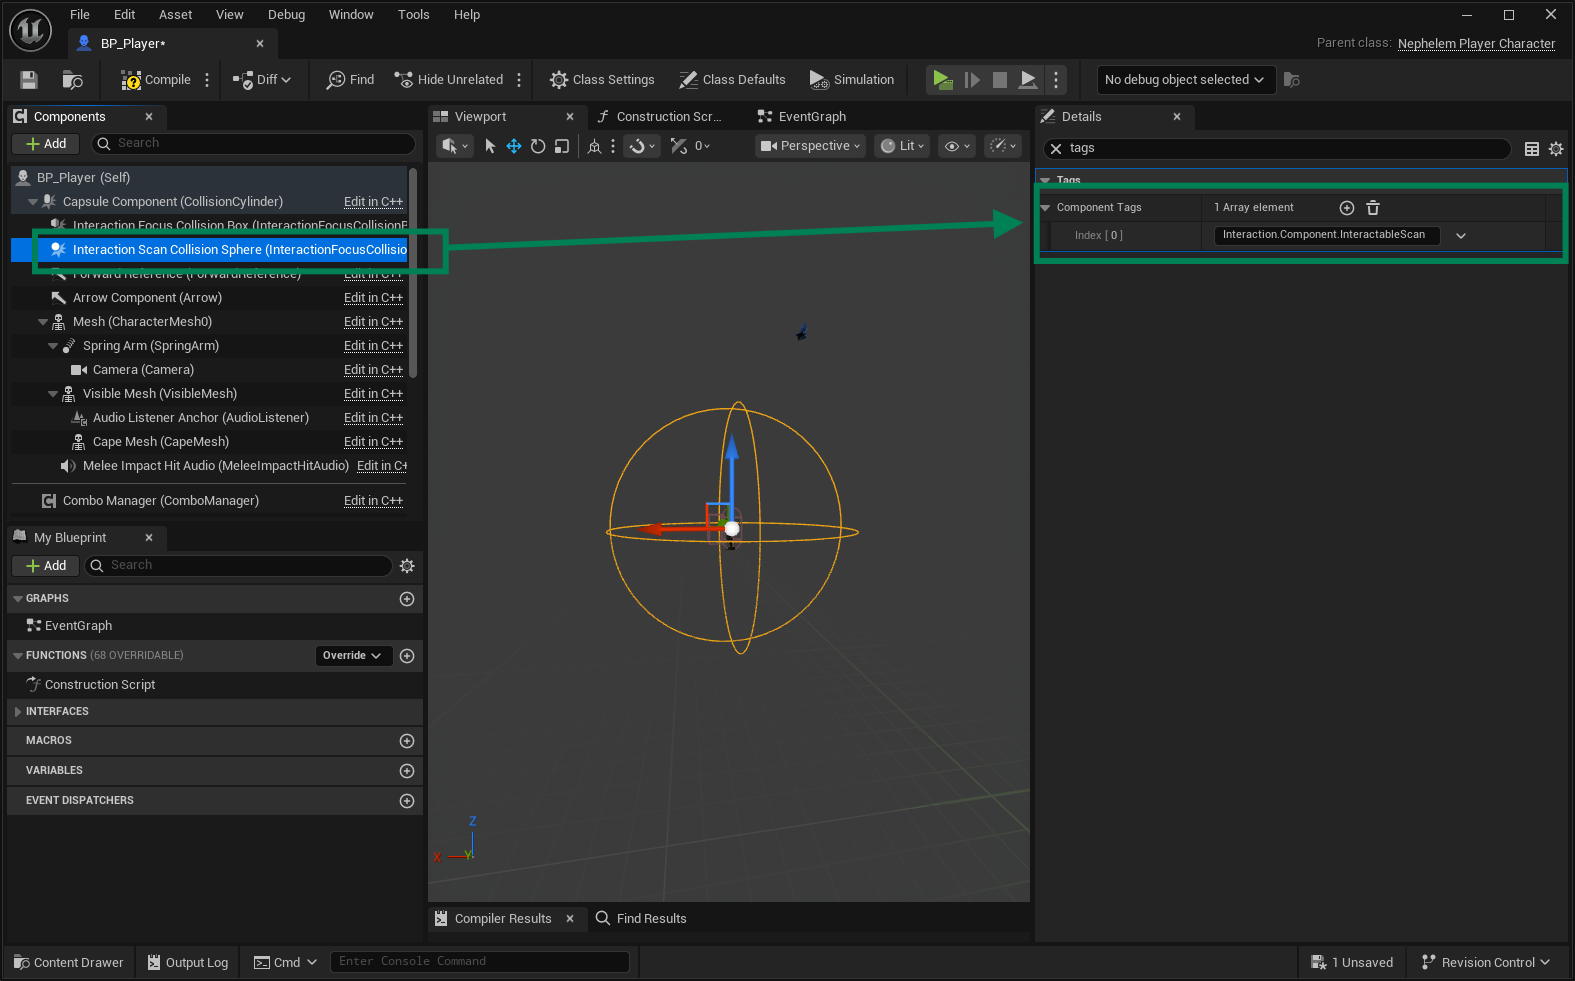 File Edit Asset View Debug Window Tools Help
BP_Player*
Parent class: Nephelem Player Character
Compile Diff Find Hide Unrelated Class Settings Class Defaults Simulation No debug object selected
Components
Add Search
BP_Player (Self)
Capsule Component (CollisionCylinder) Edit in C++
Interaction Focus Collision Box (InteractionFocusCollisionB
Interaction Scan Collision Sphere (InteractionFocusCollisio
Forward Reference (ForwardReference) Edit in C++
Arrow Component (Arrow) Edit in C++
Mesh (CharacterMesh0) Edit in C++
Spring Arm (SpringArm) Edit in C++
Camera (Camera) Edit in C++
Visible Mesh (VisibleMesh) Edit in C++
Audio Listener Anchor (AudioListener) Edit in C++
Cape Mesh (CapeMesh) Edit in C++
Melee Impact Hit Audio (MeleeImpactHitAudio) Edit in C+
Combo Manager (ComboManager) Edit in C++
My Blueprint
Add Search
GRAPHS
EventGraph
FUNCTIONS (68 OVERRIDABLE) Override
Construction Script
INTERFACES
MACROS
VARIABLES
EVENT DISPATCHERS
Viewport Construction Scr... EventGraph
0 Perspective Lit
Z
X Y
Compiler Results Find Results
Details
tags
Tags
Component Tags 1 Array element
Index [ 0 ] Interaction.Component.InteractableScan
Content Drawer Output Log Cmd Enter Console Command 1 Unsaved Revision Control